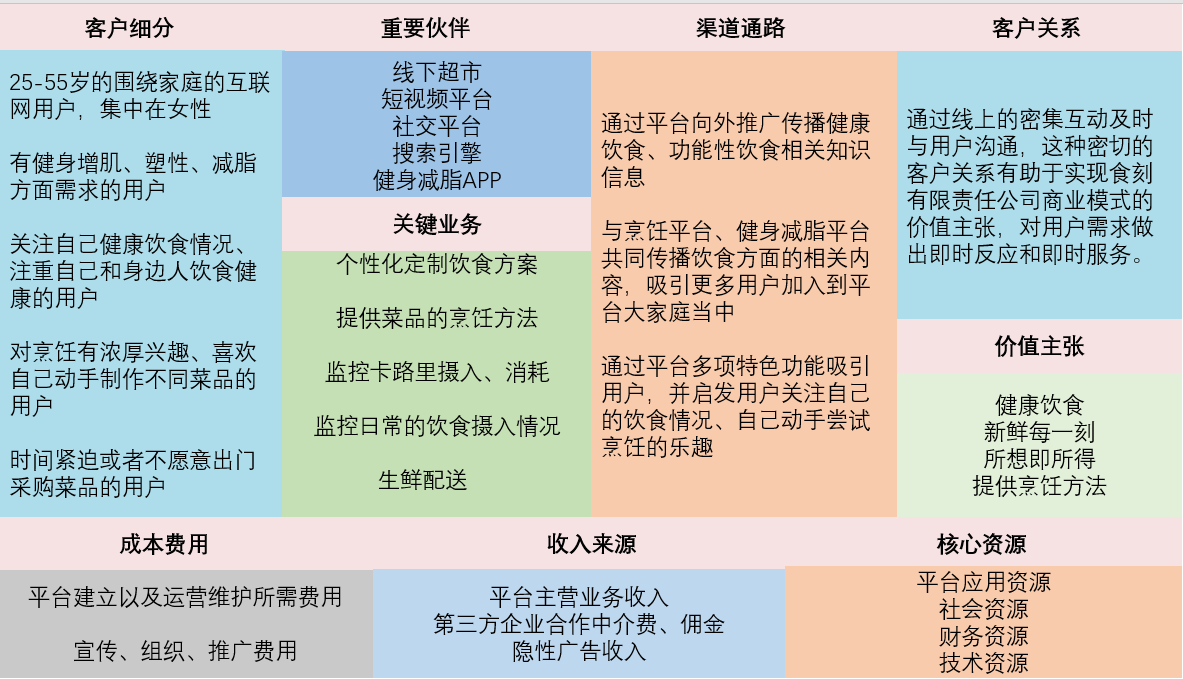 客户细分
25-55岁的围绕家庭的互联
网用户，集中在女性
有健身增肌、塑性、减脂
方面需求的用户
关注自己健康饮食情况、
注重自己和身边人饮食健
康的用户
对烹饪有浓厚兴趣、喜欢
自己动手制作不同菜品的
用户
时间紧迫或者不愿意出门
采购菜品的用户
重要伙伴
线下超市
短视频平台
社交平台
搜索引擎
健身减脂APP
关键业务
个性化定制饮食方案
提供菜品的烹饪方法
监控卡路里摄入、消耗
监控日常的饮食摄入情况
生鲜配送
渠道通路
通过平台向外推广传播健康
饮食、功能性饮食相关知识
信息
与烹饪平台、健身减脂平台
共同传播饮食方面的相关内
容，吸引更多用户加入到平
台大家庭当中
通过平台多项特色功能吸引
用户，并启发用户关注自己
的饮食情况、自己动手尝试
烹饪的乐趣
客户关系
通过线上的密集互动及时
与用户沟通，这种密切的
客户关系有助于实现食刻
有限责任公司商业模式的
价值主张，对用户需求做
出即时反应和即时服务。
价值主张
健康饮食
新鲜每一刻
所想即所得
提供烹饪方法
成本费用
平台建立以及运营维护所需费用
宣传、组织、推广费用
收入来源
平台主营业务收入
第三方企业合作中介费、佣金
隐性广告收入
核心资源
平台应用资源
社会资源
财务资源
技术资源